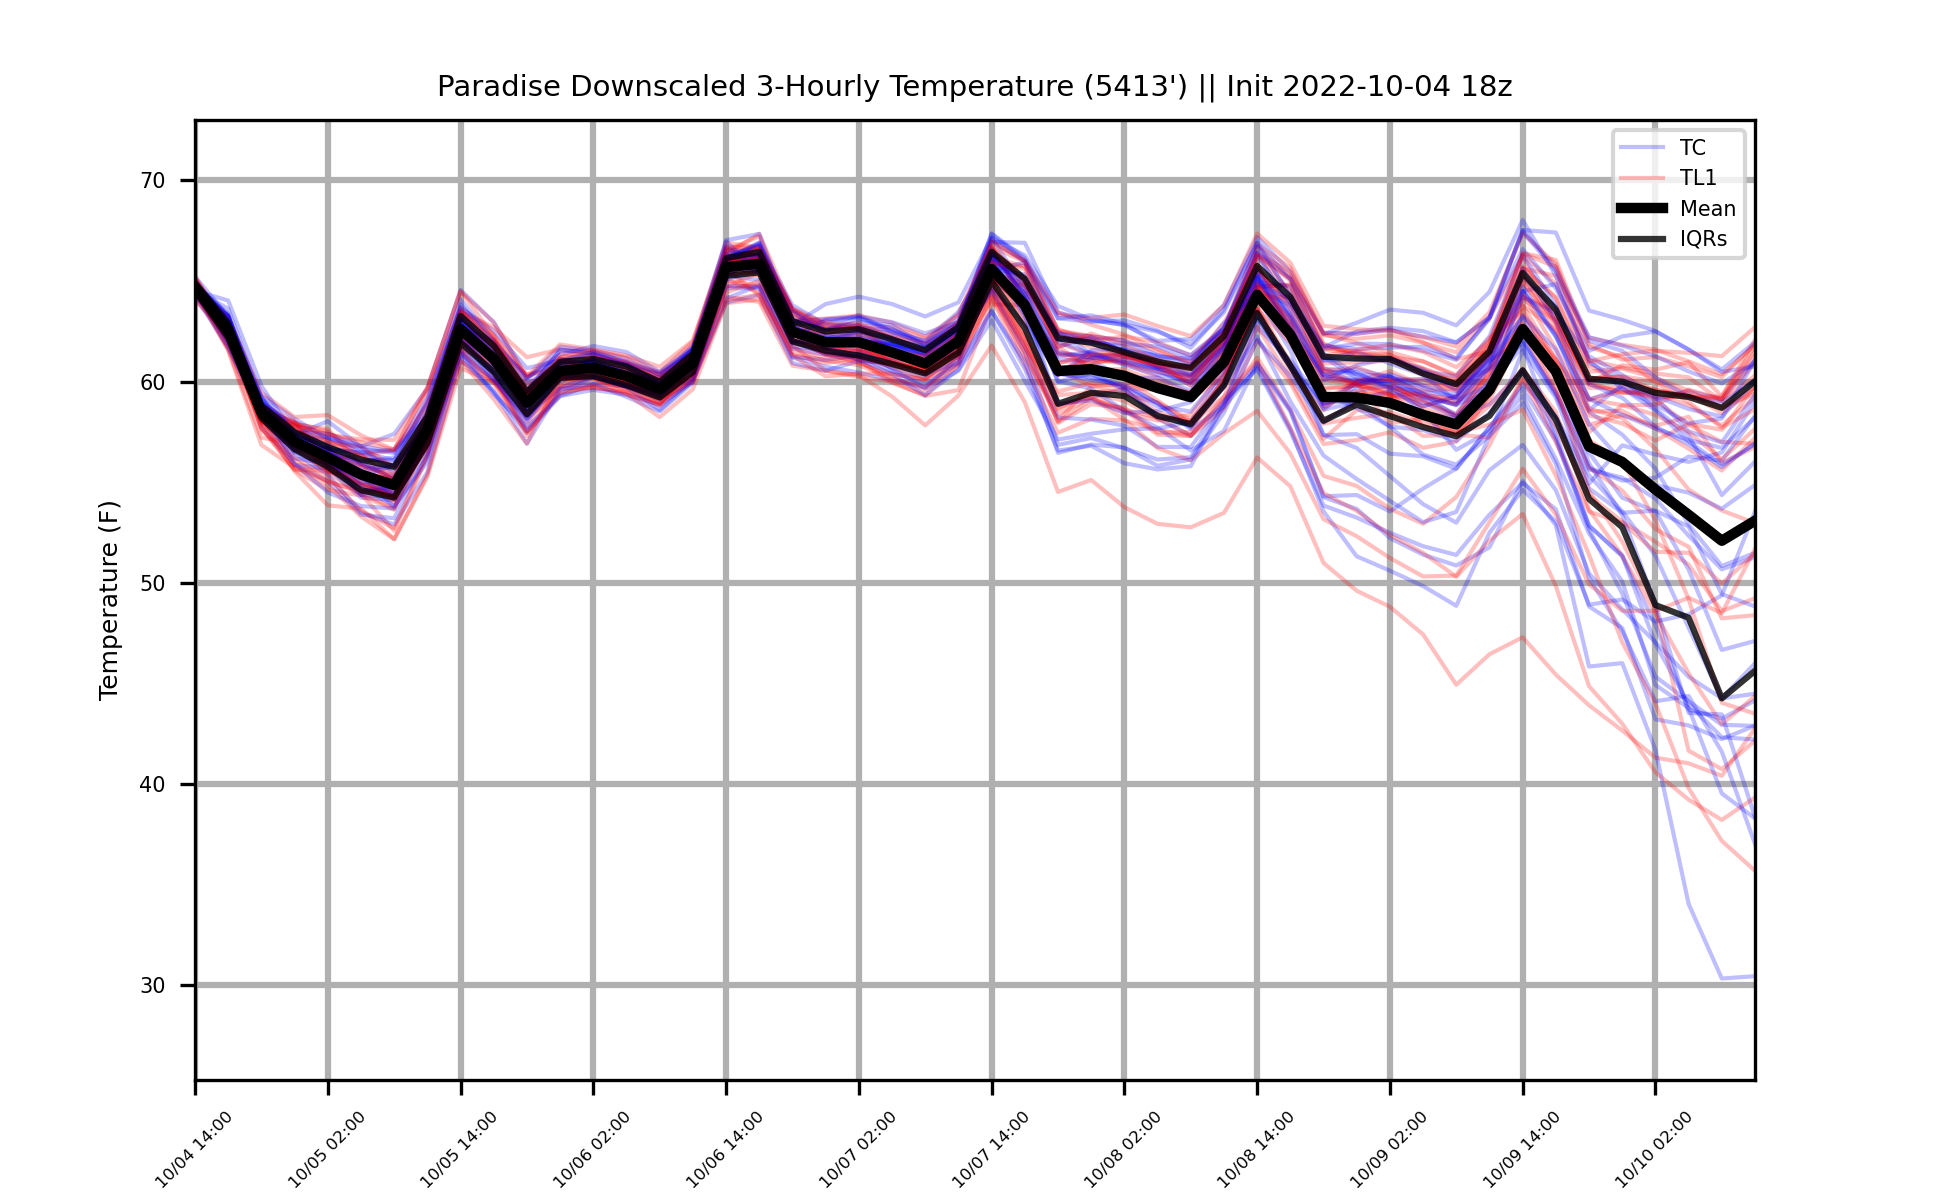 Paradise Downscaled 3-Hourly Temperature (5413') || Init 2022-10-04 18z
TC
TL1
Mean
IQRs
Temperature (F)
70
60
50
40
30
10/04 14:00
10/05 02:00
10/05 14:00
10/06 02:00
10/06 14:00
10/07 02:00
10/07 14:00
10/08 02:00
10/08 14:00
10/09 02:00
10/09 14:00
10/10 02:00